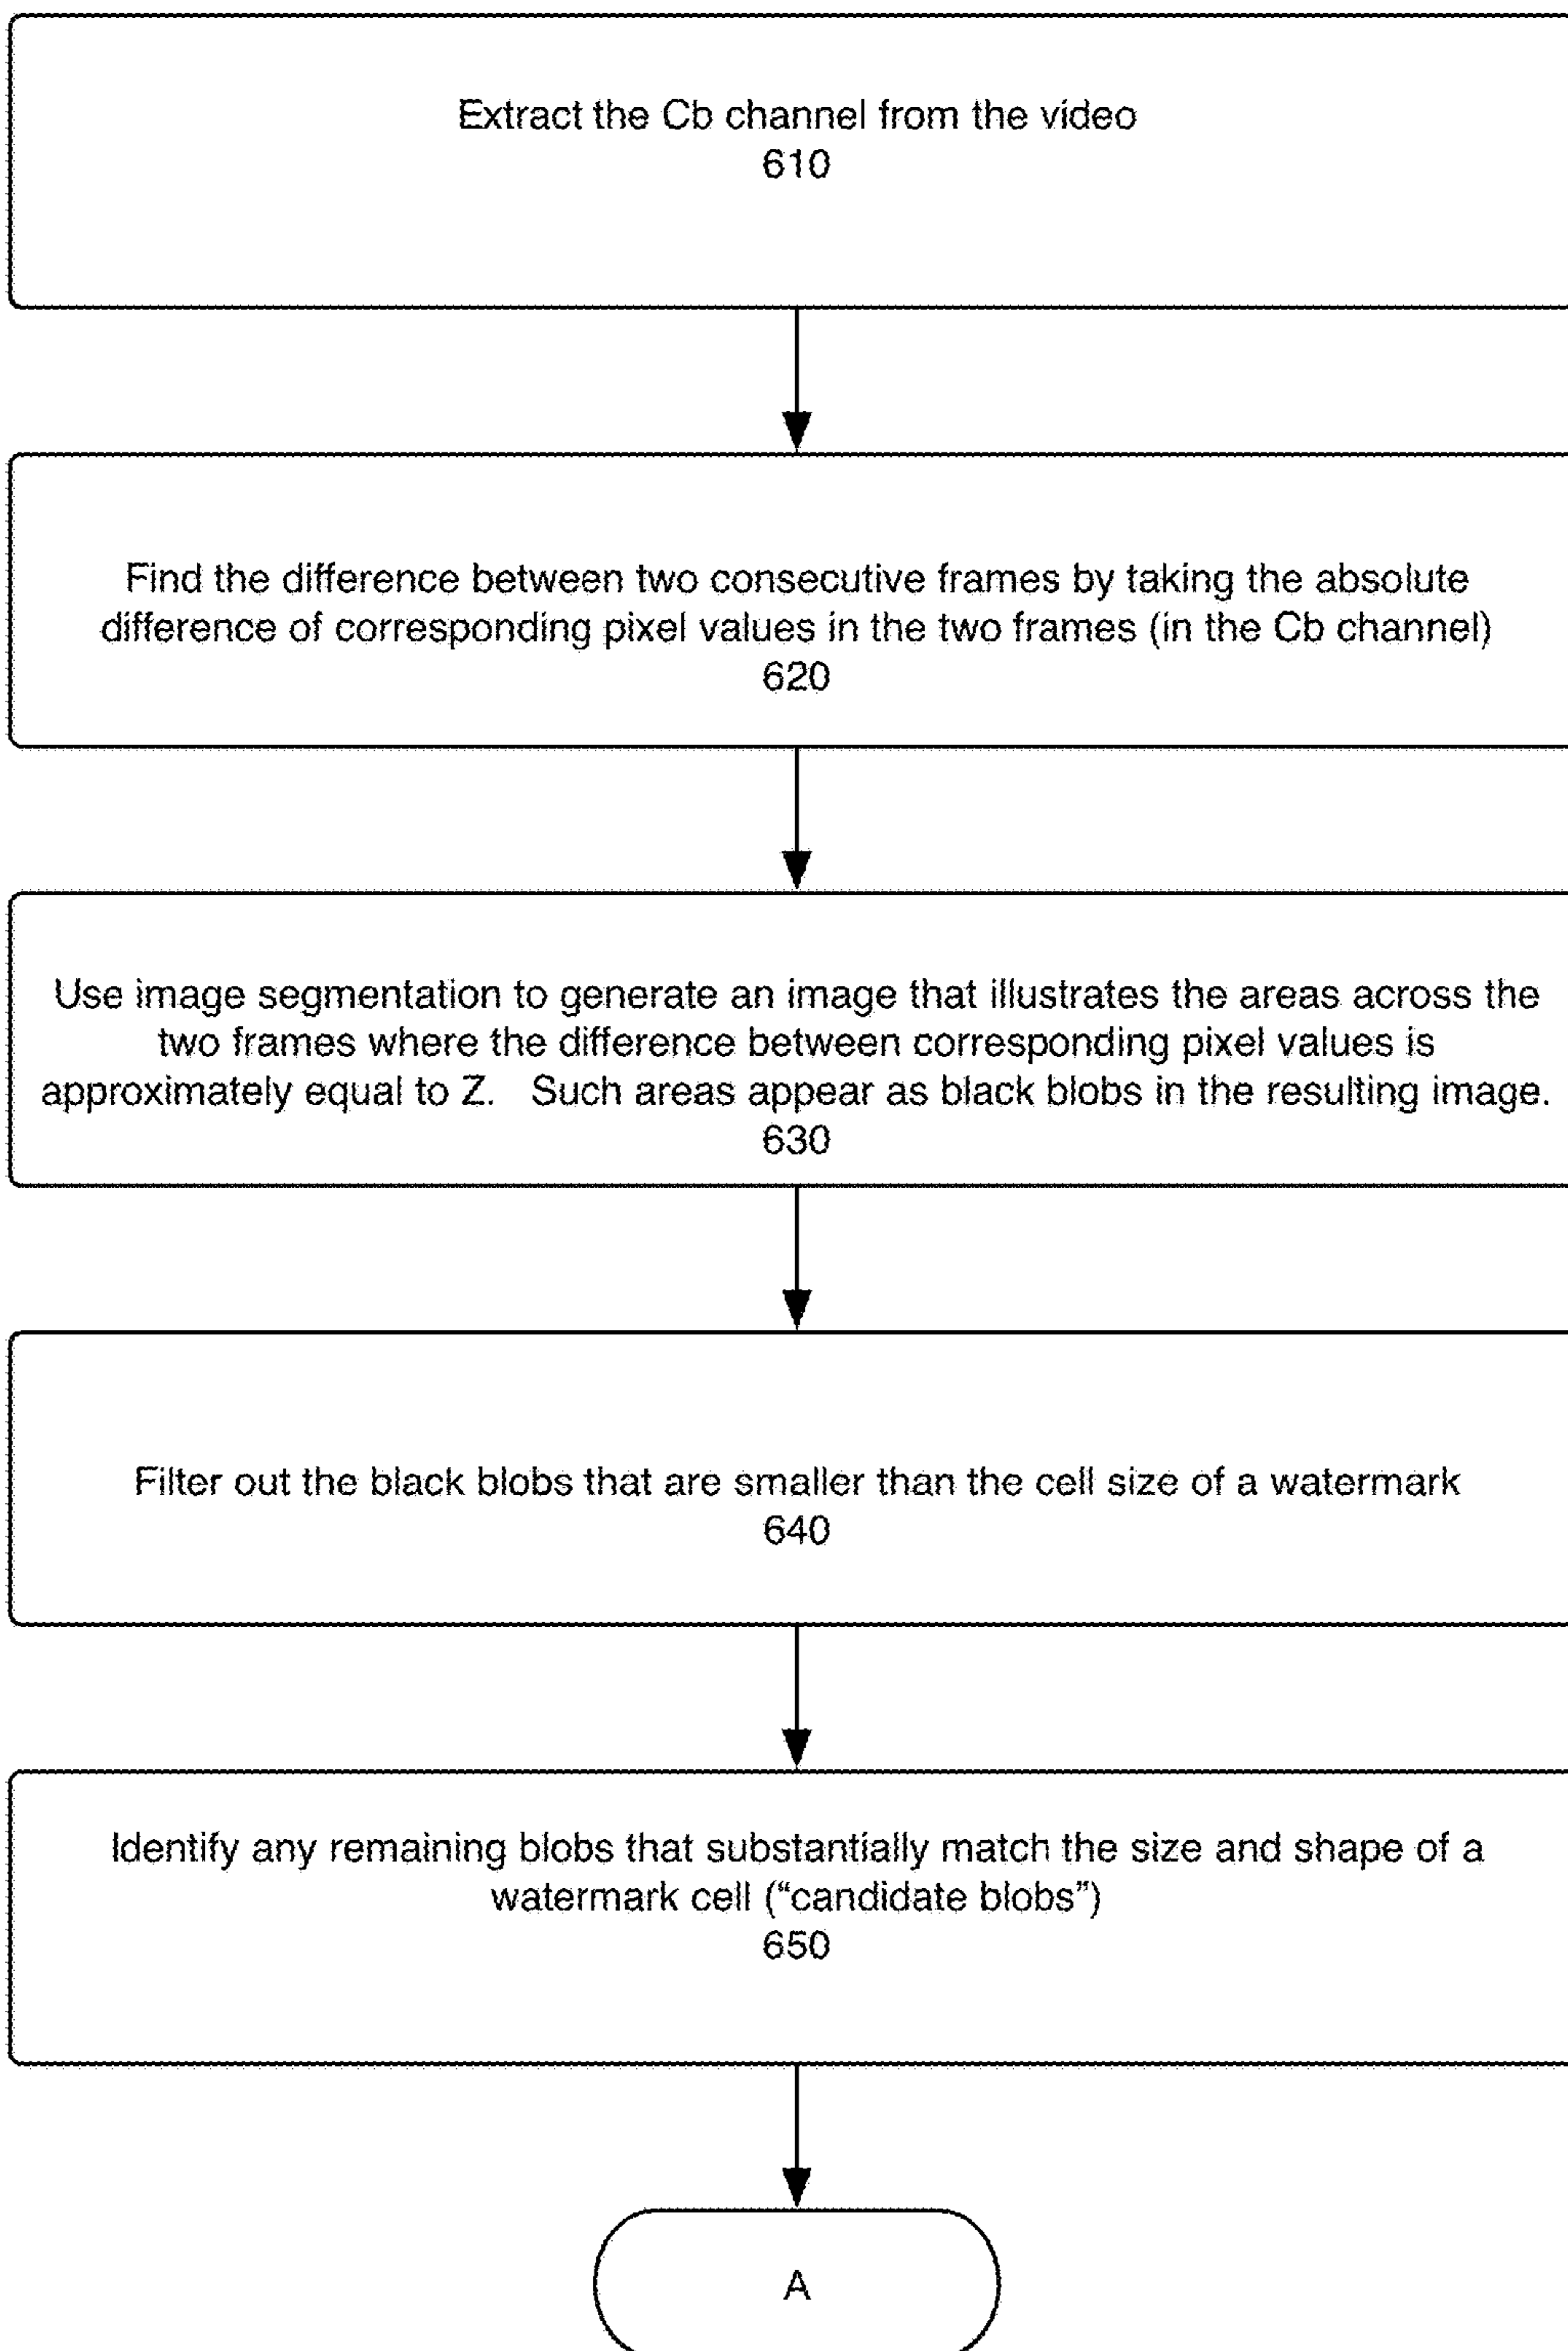 Extract the Cb channel from the video
610
Find the difference between two consecutive frames by taking the absolute
difference of corresponding pixel values in the two frames (in the Cb channel)
620
Use image segmentation to generate an image that illustrates the areas across the
two frames where the difference between corresponding pixel values is
approximately equal to Z.   Such areas appear as black blobs in the resulting image.
630
Filter out the black blobs that are smaller than the cell size of a watermark
640
Identify any remaining blobs that substantially match the size and shape of a
watermark cell (“candidate blobs”)
650
A